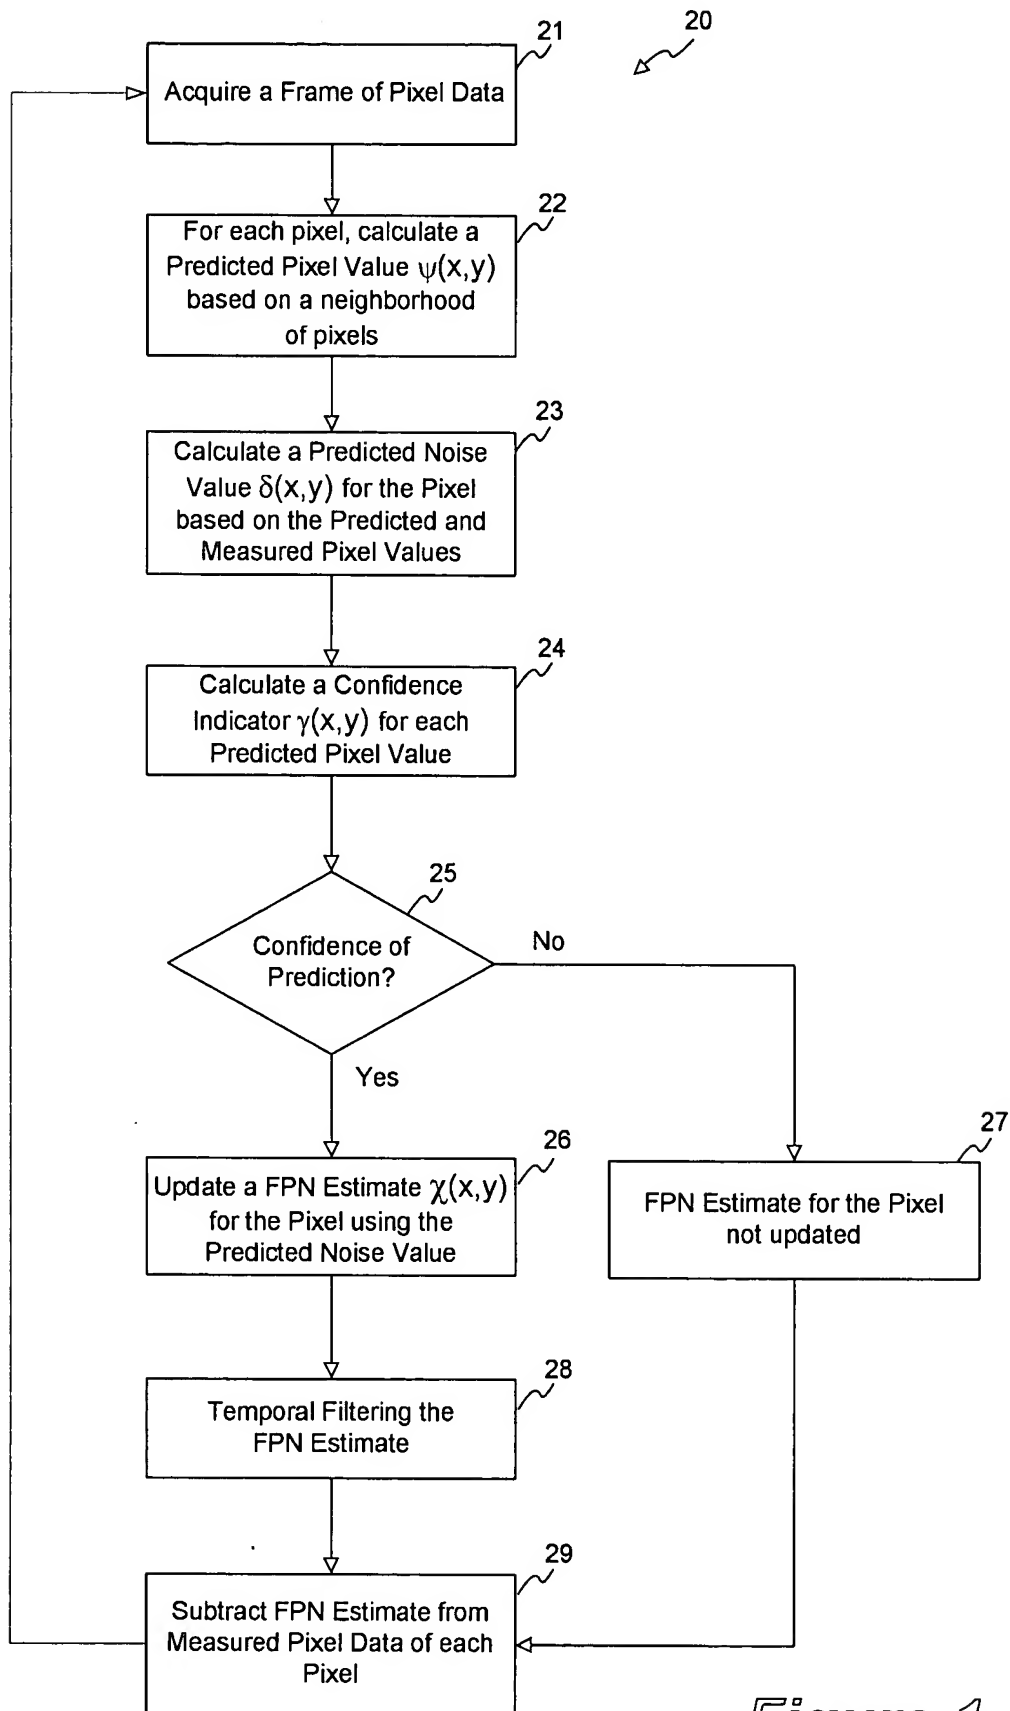 20
21
Acquire a Frame of Pixel Data
22
For each pixel, calculate a
Predicted Pixel Value ψ(x,y)
based on a neighborhood
of pixels
23
Calculate a Predicted Noise
Value δ(x,y) for the Pixel
based on the Predicted and
Measured Pixel Values
24
Calculate a Confidence
Indicator γ(x,y) for each
Predicted Pixel Value
25
Confidence of
Prediction?
No
Yes
26
Update a FPN Estimate χ(x,y)
for the Pixel using the
Predicted Noise Value
27
FPN Estimate for the Pixel
not updated
28
Temporal Filtering the
FPN Estimate
29
Subtract FPN Estimate from
Measured Pixel Data of each
Pixel